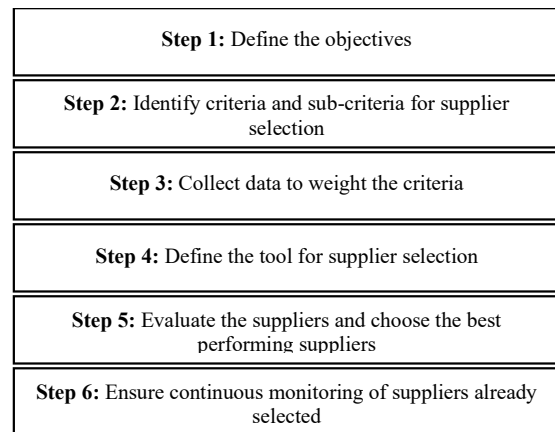 Step 1: Define the objectives
Step 2: Identify criteria and sub-criteria for supplier
selection
Step 3: Collect data to weight the criteria
Step 4: Define the tool for supplier selection
Step 5: Evaluate the suppliers and choose the best
performing suppliers
Step 6: Ensure continuous monitoring of suppliers already
selected